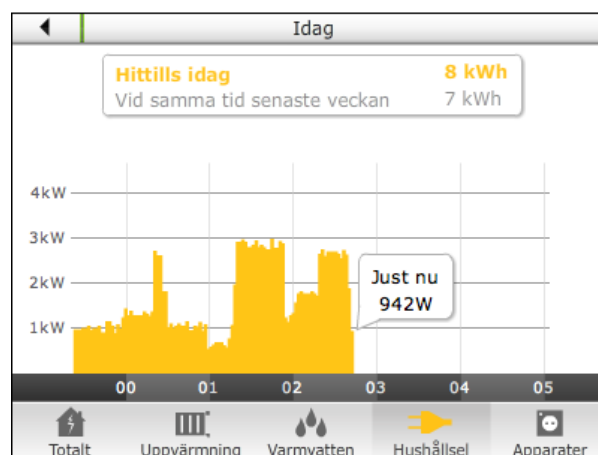 Idag
Hittills idag 8 kWh
Vid samma tid senaste veckan 7 kWh
4kW
3kW
2kW
Just nu
942W
1kW
00 01 02 03 04 05
Totalt Uppvärmning Varmvatten Hushållsel Apparater